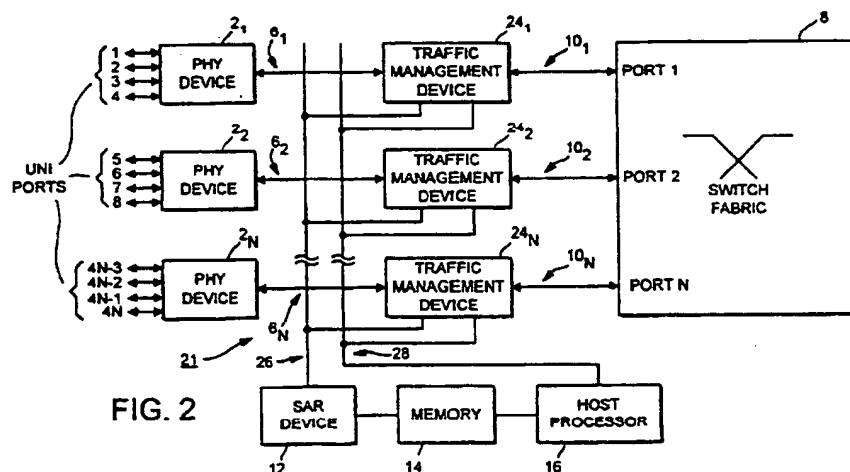 2₁
6₁
24₁
10₁
8
1
2
3
4
PHY
DEVICE
TRAFFIC
MANAGEMENT
DEVICE
PORT 1
UNI
PORTS
2₂
6₂
24₂
10₂
5
6
7
8
PHY
DEVICE
TRAFFIC
MANAGEMENT
DEVICE
PORT 2
SWITCH
FABRIC
2N
24N
10N
4N-3
4N-2
4N-1
4N
PHY
DEVICE
TRAFFIC
MANAGEMENT
DEVICE
PORT N
6N
21
26
28
FIG. 2
SAR
DEVICE
MEMORY
HOST
PROCESSOR
12
14
16